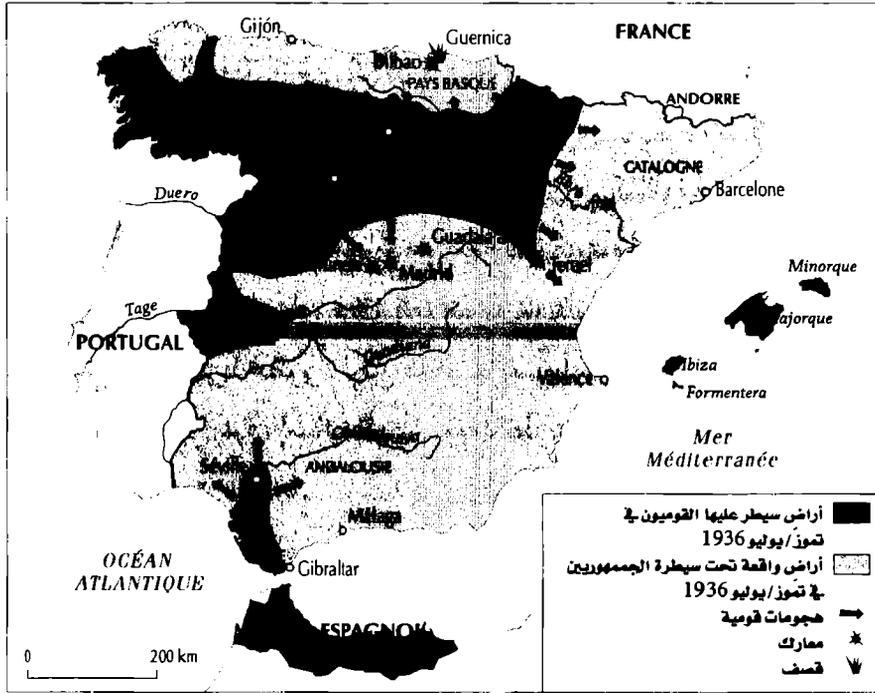 Gijón
Guernica
FRANCE
Bilbao
PAYS BASQUE
ANDORRE
CATALOGNE
Barcelone
Duero
Madrid
Teruel
Minorque
Tage
Majorque
PORTUGAL
Ibiza
Valence
Formentera
Mer
Méditerranée
Séville
ANDALOUSIE
Málaga
OCÉAN
ATLANTIQUE
Gibraltar
0 200 km
أراض سيطر عليها القوميون في
تموز/يوليو 1936
أراض واقعة تحت سيطرة الجمهوريين
في تموز/يوليو 1936
هجومات قومية
معارك
قصف